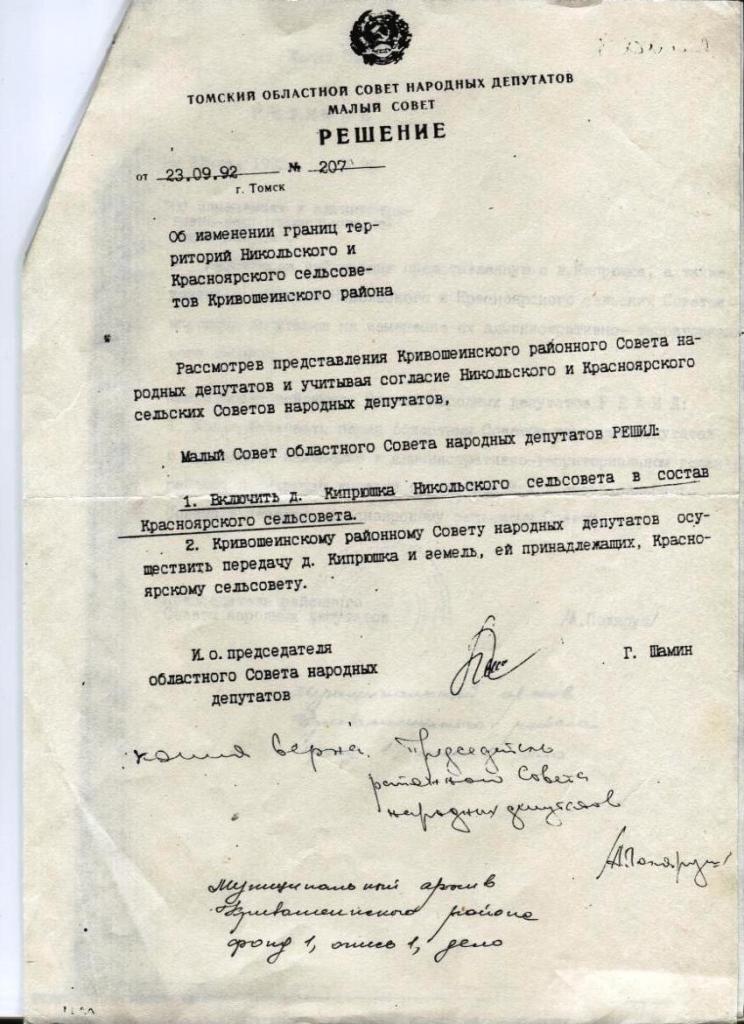 ТОМСКИЙ ОБЛАСТНОЙ СОВЕТ НАРОДНЫХ ДЕПУТАТОВ
МАЛЫЙ СОВЕТ
РЕШЕНИЕ
от 23.09.92 № 207
г. Томск
Об изменении границ тер-
риторий Никольского и
Красноярского сельсове-
тов Кривошеинского района
Рассмотрев представления Кривошеинского районного Совета на-
родных депутатов и учитывая согласие Никольского и Красноярского
сельских Советов народных депутатов,
Малый Совет областного Совета народных депутатов РЕШИЛ:
1. Включить д. Кипрюшка Никольского сельсовета в состав
Красноярского сельсовета.
2. Кривошеинскому районному Совету народных депутатов осу-
ществить передачу д. Кипрюшка и земель, ей принадлежащих, Красно-
ярскому сельсовету.
И.о. председателя
областного Совета народных
депутатов
Г. Шамин
копия верна. Председатель
районного Совета
народных депутатов
Муниципальный архив
Кривошеинского района
фонд 1, опись 1, дело